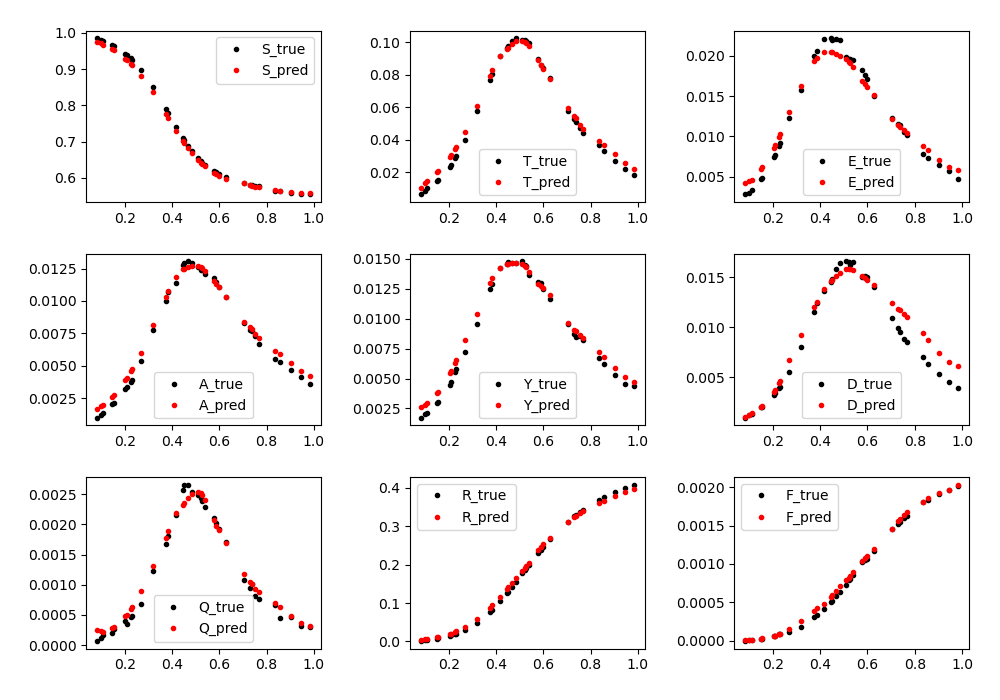 1.0
0.9
0.8
0.7
0.6
S_true
S_pred
0.2 0.4 0.6 0.8 1.0
0.10
0.08
0.06
0.04
0.02
T_true
T_pred
0.2 0.4 0.6 0.8 1.0
0.020
0.015
0.010
0.005
E_true
E_pred
0.2 0.4 0.6 0.8 1.0
0.0125
0.0100
0.0075
0.0050
0.0025
A_true
A_pred
0.2 0.4 0.6 0.8 1.0
0.0150
0.0125
0.0100
0.0075
0.0050
0.0025
Y_true
Y_pred
0.2 0.4 0.6 0.8 1.0
0.015
0.010
0.005
D_true
D_pred
0.2 0.4 0.6 0.8 1.0
0.0025
0.0020
0.0015
0.0010
0.0005
0.0000
Q_true
Q_pred
0.2 0.4 0.6 0.8 1.0
0.4
0.3
0.2
0.1
0.0
R_true
R_pred
0.2 0.4 0.6 0.8 1.0
0.0020
0.0015
0.0010
0.0005
0.0000
F_true
F_pred
0.2 0.4 0.6 0.8 1.0